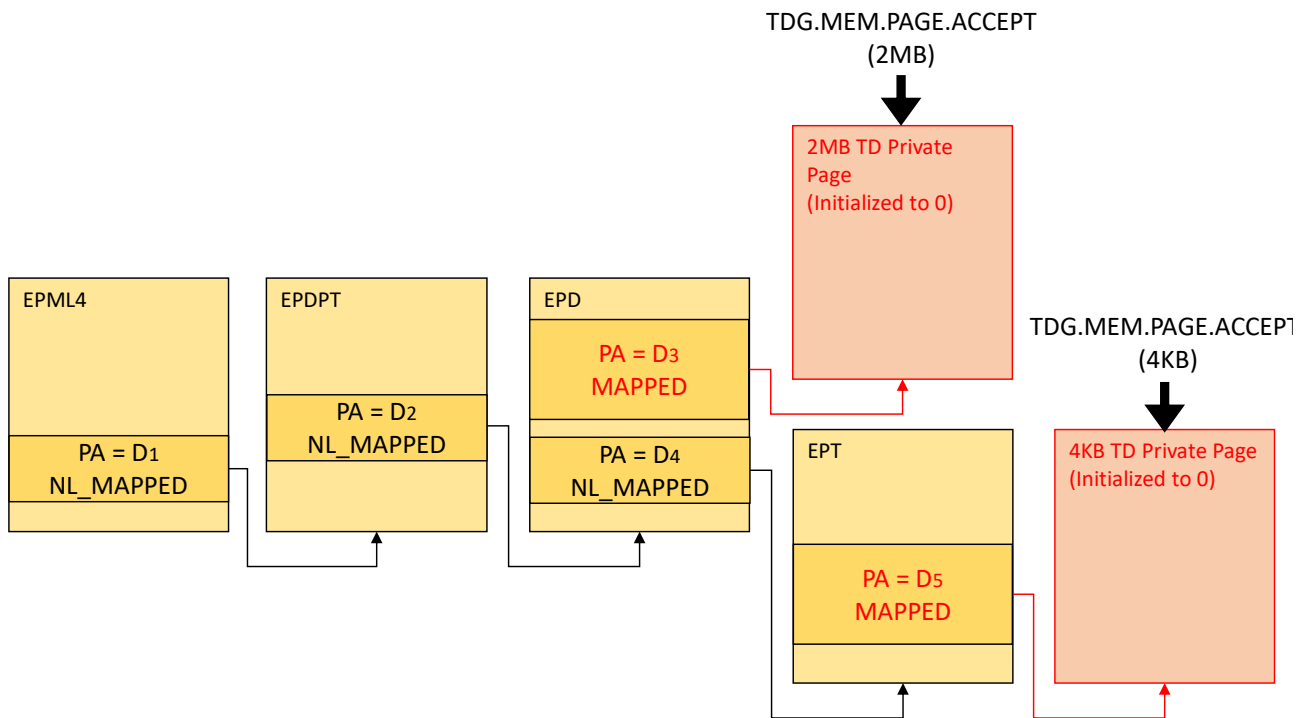 TDG.MEM.PAGE.ACCEPT
(2MB)
2MB TD Private
Page
(Initialized to 0)
EPML4
EPDPT
EPD
TDG.MEM.PAGE.ACCEPT
(4KB)
PA = D3
MAPPED
PA = D2
NL_MAPPED
PA = D1
NL_MAPPED
PA = D4
NL_MAPPED
EPT
4KB TD Private Page
(Initialized to 0)
PA = D5
MAPPED